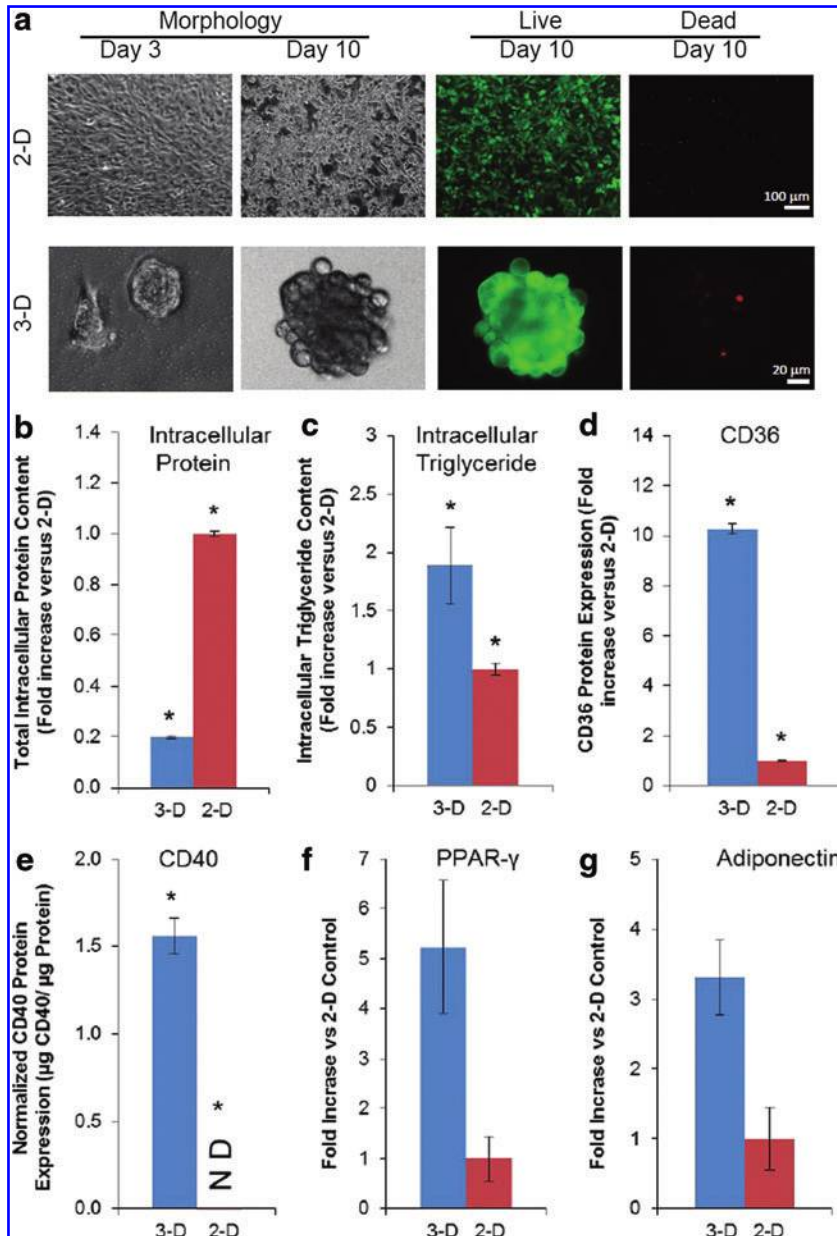 a
Morphology
Live
Dead
Day 3
Day 10
Day 10
Day 10
2-D
100 µm
3-D
20 µm
b
Intracellular
Protein
Total Intracellular Protein Content
(Fold increase versus 2-D)
1.4
1.2
1.0
0.8
0.6
0.4
0.2
0.0
*
*
3-D
2-D
c
Intracellular
Triglyceride
Intracellular Triglyceride Content
(Fold increase versus 2-D)
3
2.5
2
1.5
1
0.5
0
*
*
3-D
2-D
d
CD36
CD36 Protein Expression (Fold
increase versus 2-D)
14
12
10
8
6
4
2
0
*
*
3-D
2-D
e
CD40
Normalized CD40 Protein
Expression (µg CD40/ µg Protein)
2.0
1.5
1.0
0.5
0.0
*
*
N D
3-D
2-D
f
PPAR-γ
Fold Incrase vs 2-D Control
7
6
5
4
3
2
1
0
3-D
2-D
g
Adiponectin
Fold Increase vs 2-D Control
5
4
3
2
1
0
3-D
2-D